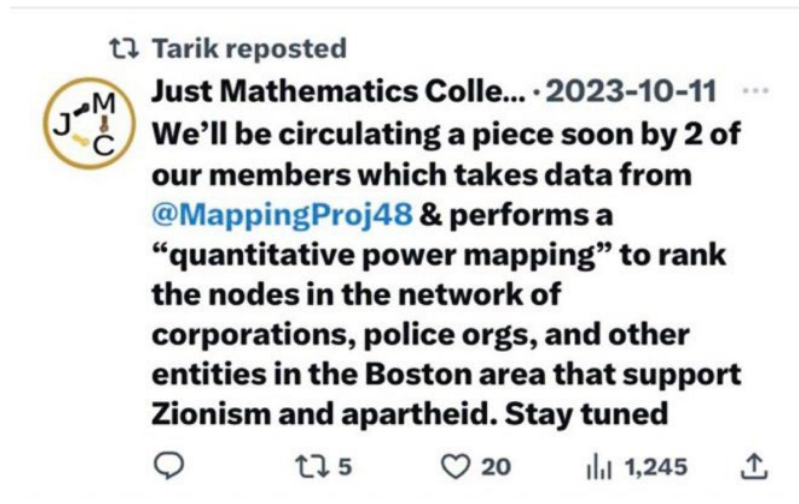 Tarik reposted
Just Mathematics Colle... · 2023-10-11 ...
J M C
We'll be circulating a piece soon by 2 of
our members which takes data from
@MappingProj48 & performs a
“quantitative power mapping” to rank
the nodes in the network of
corporations, police orgs, and other
entities in the Boston area that support
Zionism and apartheid. Stay tuned
5 20 1,245